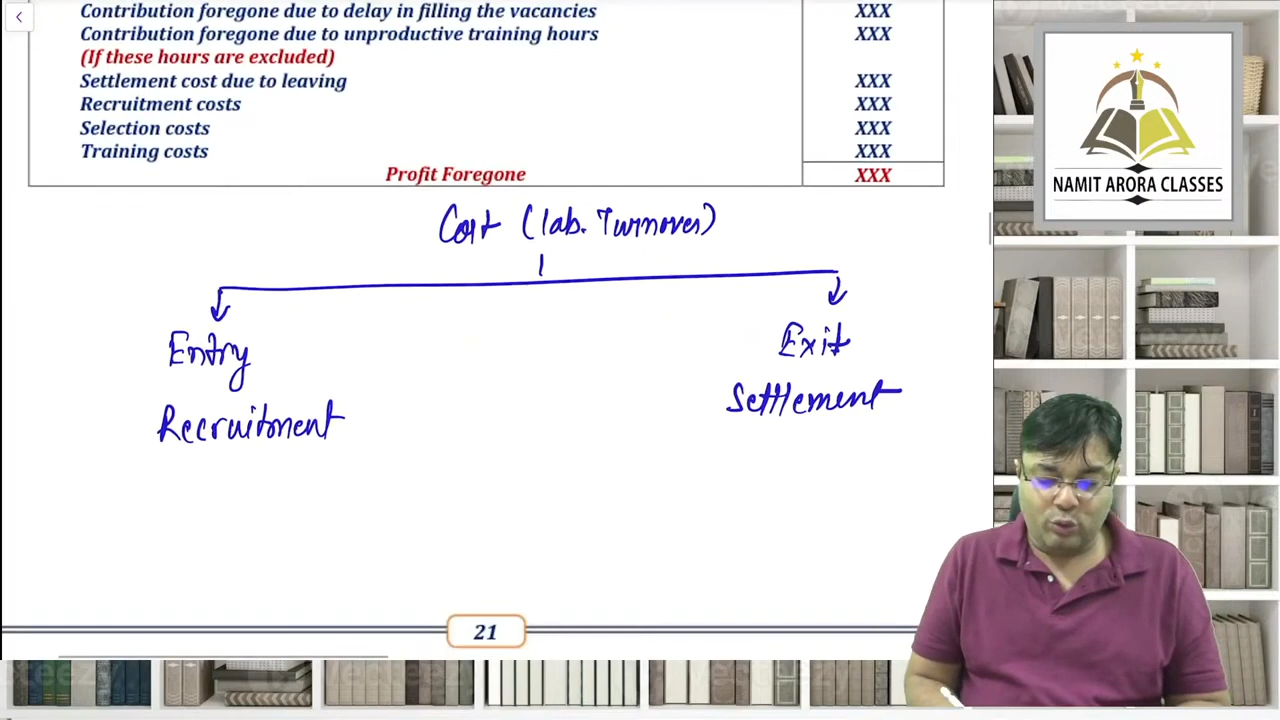 Contribution foregone due to delay in filling the vacancies XXX
Contribution foregone due to unproductive training hours XXX
(If these hours are excluded)
Settlement cost due to leaving XXX
Recruitment costs XXX
Selection costs XXX
Training costs XXX
Profit Foregone XXX
NAMIT ARORA CLASSES
Cost (lab. Turnover)
Entry Exit
Recruitment Settlement
21